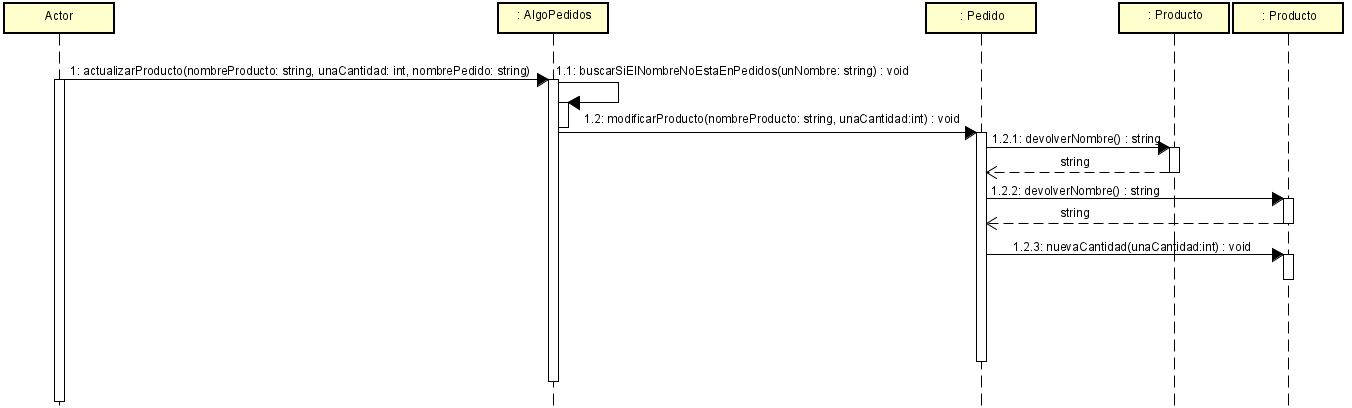 Actor
: AlgoPedidos
: Pedido
: Producto
: Producto
1: actualizarProducto(nombreProducto: string, unaCantidad: int, nombrePedido: string)
1.1: buscarSiElNombreNoEstaEnPedidos(unNombre: string) : void
1.2: modificarProducto(nombreProducto: string, unaCantidad:int) : void
1.2.1: devolverNombre() : string
string
1.2.2: devolverNombre() : string
string
1.2.3: nuevaCantidad(unaCantidad:int) : void